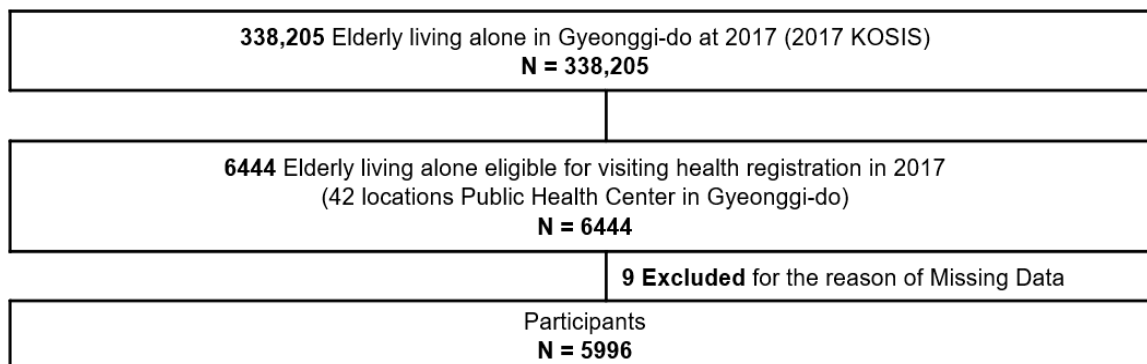 338,205 Elderly living alone in Gyeonggi-do at 2017 (2017 KOSIS)
N = 338,205
6444 Elderly living alone eligible for visiting health registration in 2017
(42 locations Public Health Center in Gyeonggi-do)
N = 6444
9 Excluded for the reason of Missing Data
Participants
N = 5996